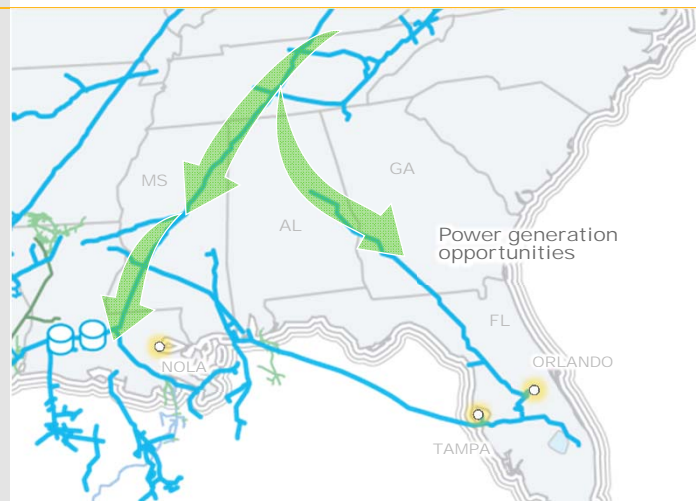 MS
GA
AL
Power generation
opportunities
FL
ORLANDO
NOLA
TAMPA